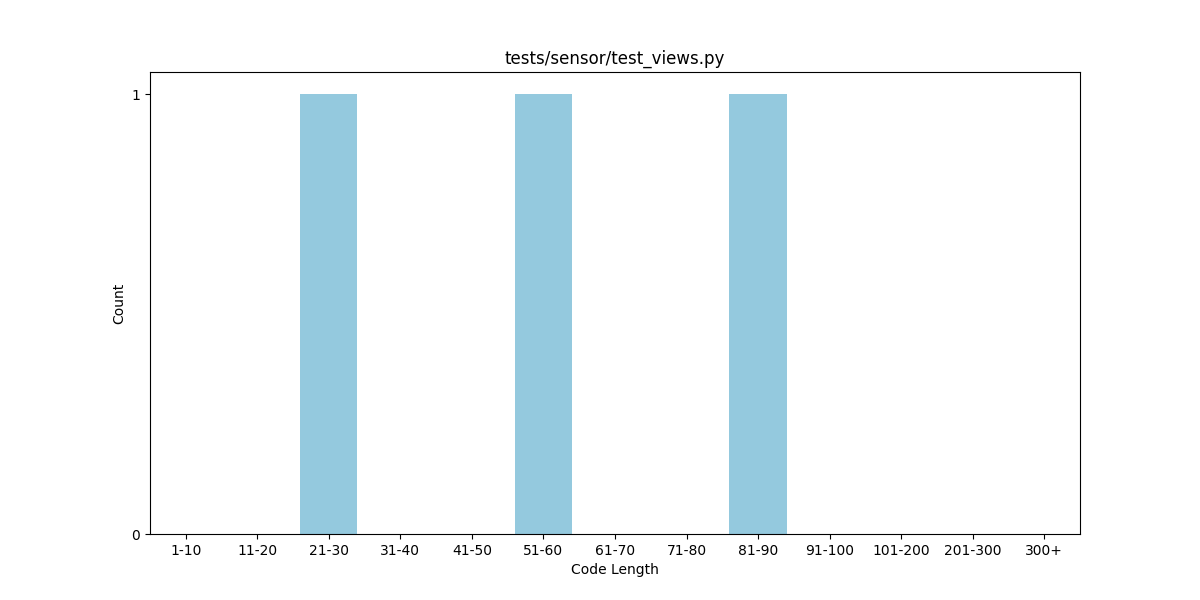 tests/sensor/test_views.py
1
Count
0
1-10 11-20 21-30 31-40 41-50 51-60 61-70 71-80 81-90 91-100 101-200 201-300 300+
Code Length